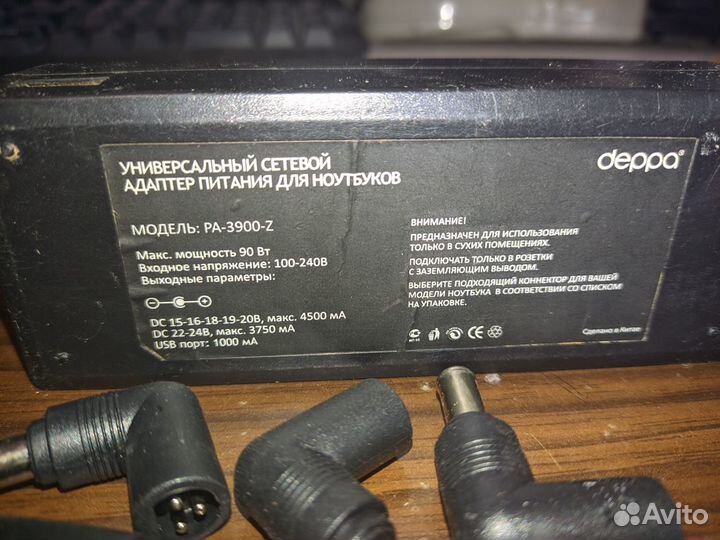 УНИВЕРСАЛЬНЫЙ СЕТЕВОЙ
АДАПТЕР ПИТАНИЯ ДЛЯ НОУТБУКОВ
deppa®
МОДЕЛЬ: PA-3900-Z
Макс. мощность 90 Вт
Входное напряжение: 100-240В
Выходные параметры:
DC 15-16-18-19-20В, макс. 4500 мА
DC 22-24В, макс. 3750 мА
USB порт: 1000 мА
ВНИМАНИЕ!
ПРЕДНАЗНАЧЕН ДЛЯ ИСПОЛЬЗОВАНИЯ
ТОЛЬКО В СУХИХ ПОМЕЩЕНИЯХ.
ПОДКЛЮЧАТЬ ТОЛЬКО В РОЗЕТКИ
С ЗАЗЕМЛЯЮЩИМ ВЫВОДОМ.
ВЫБЕРИТЕ ПОДХОДЯЩИЙ КОННЕКТОР ДЛЯ ВАШЕЙ
МОДЕЛИ НОУТБУКА В СООТВЕТСТВИИ СО СПИСКОМ
НА УПАКОВКЕ.
CE
Сделано в Китае
Avito